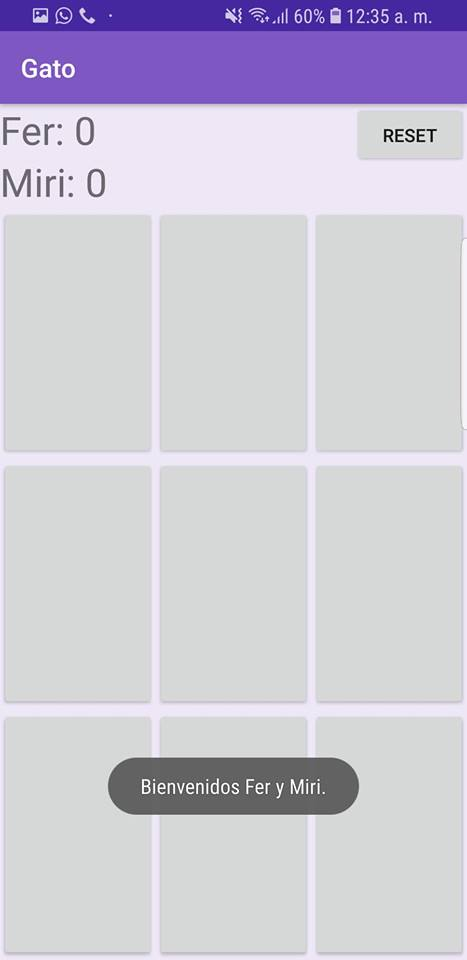 60% 12:35 a. m.
Gato
Fer: 0
RESET
Miri: 0
Bienvenidos Fer y Miri.